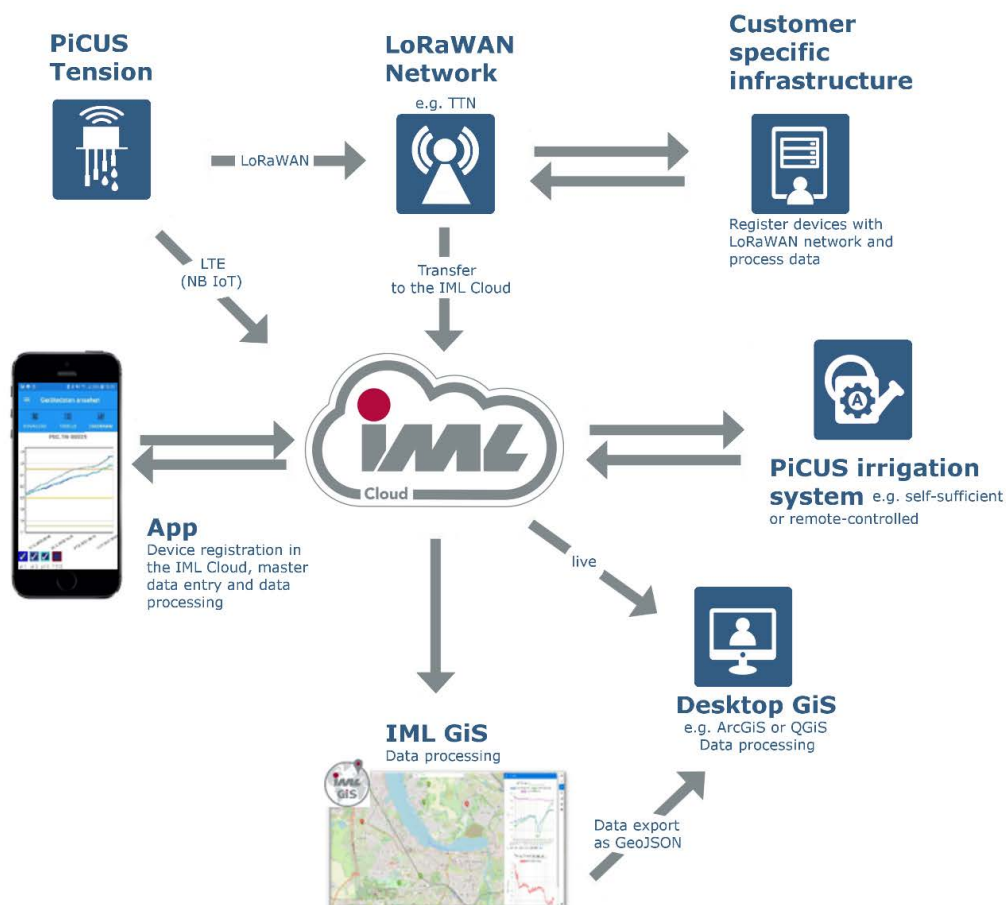 PiCUS
Tension
LoRaWAN
Network
e.g. TTN
Customer
specific
infrastructure
LoRaWAN
Register devices with
LoRaWAN network and
process data
LTE
(NB IoT)
Transfer
to the IML Cloud
iML
Cloud
PiCUS irrigation
system e.g. self-sufficient
or remote-controlled
App
Device registration in
the IML Cloud, master
data entry and data
processing
live
Desktop GiS
e.g. ArcGiS or QGiS
Data processing
IML GiS
Data processing
iML
GiS
Data export
as GeoJSON